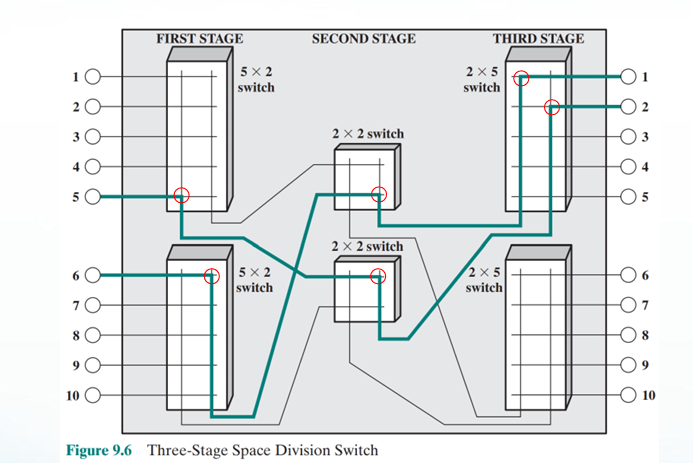 FIRST STAGE SECOND STAGE THIRD STAGE
5 × 2
switch
2 × 5
switch
1
2
3
4
5
2 × 2 switch
1
2
3
4
5
2 × 2 switch
5 × 2
switch
2 × 5
switch
6
7
8
9
10
6
7
8
9
10
Figure 9.6 Three-Stage Space Division Switch